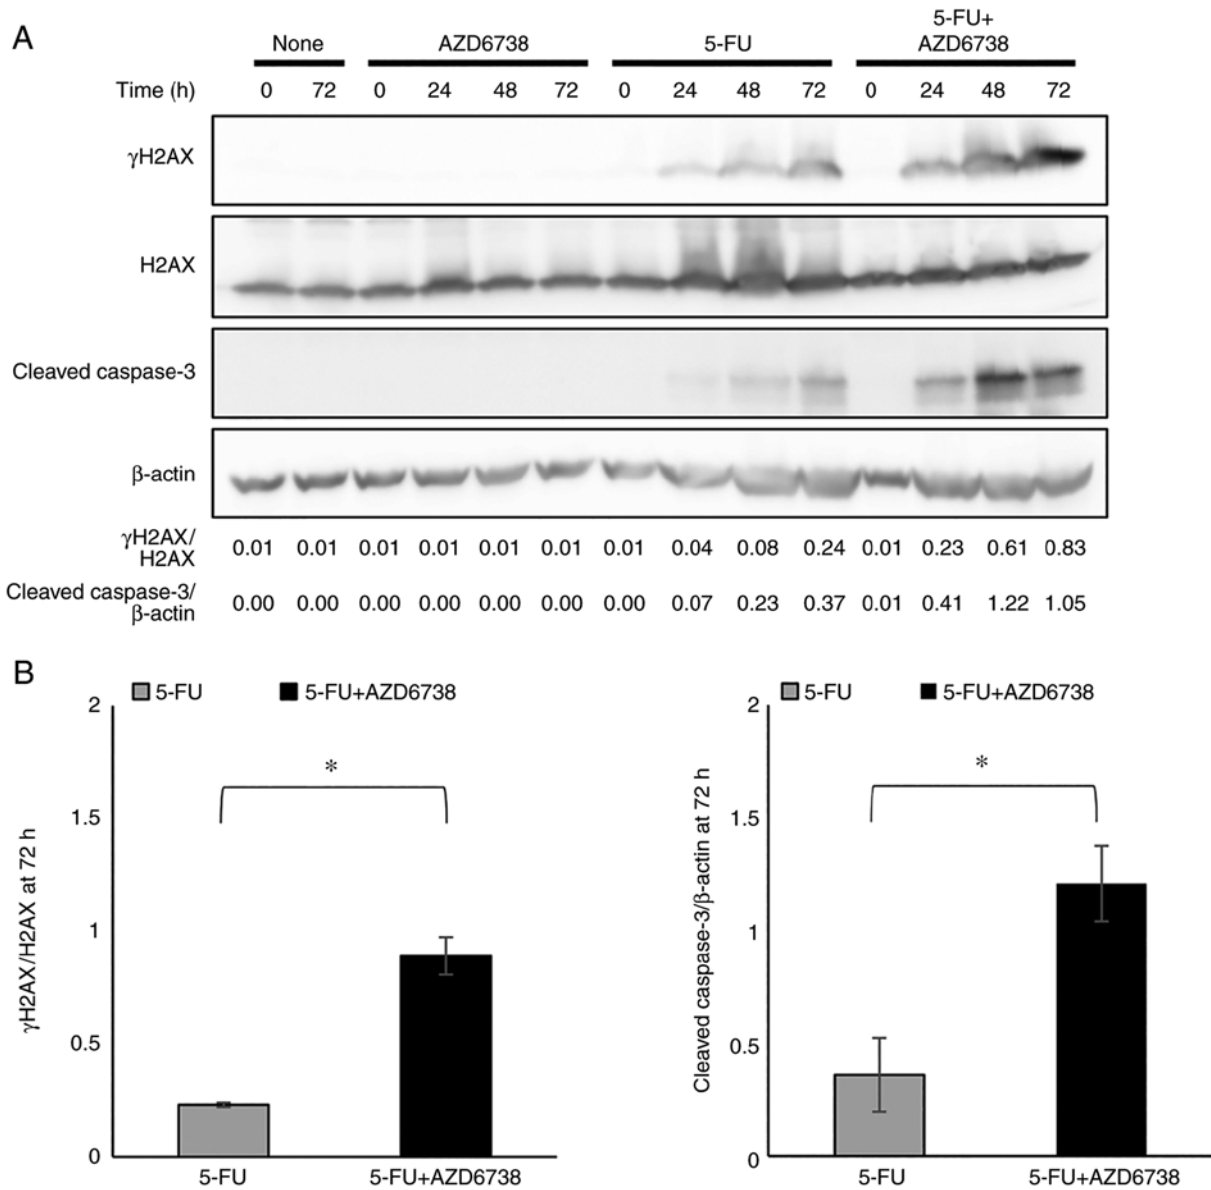 A
None
AZD6738
5-FU
5-FU+
AZD6738
Time (h) 0 72 0 24 48 72 0 24 48 72 0 24 48 72
γH2AX
H2AX
Cleaved caspase-3
β-actin
γH2AX/
H2AX
0.01 0.01 0.01 0.01 0.01 0.01 0.01 0.04 0.08 0.24 0.01 0.23 0.61 0.83
Cleaved caspase-3/
β-actin
0.00 0.00 0.00 0.00 0.00 0.00 0.00 0.07 0.23 0.37 0.01 0.41 1.22 1.05
B
5-FU 5-FU+AZD6738
2
1.5
1
0.5
0
γH2AX/H2AX at 72 h
*
5-FU 5-FU+AZD6738
5-FU 5-FU+AZD6738
2
1.5
1
0.5
0
Cleaved caspase-3/β-actin at 72 h
*
5-FU 5-FU+AZD6738